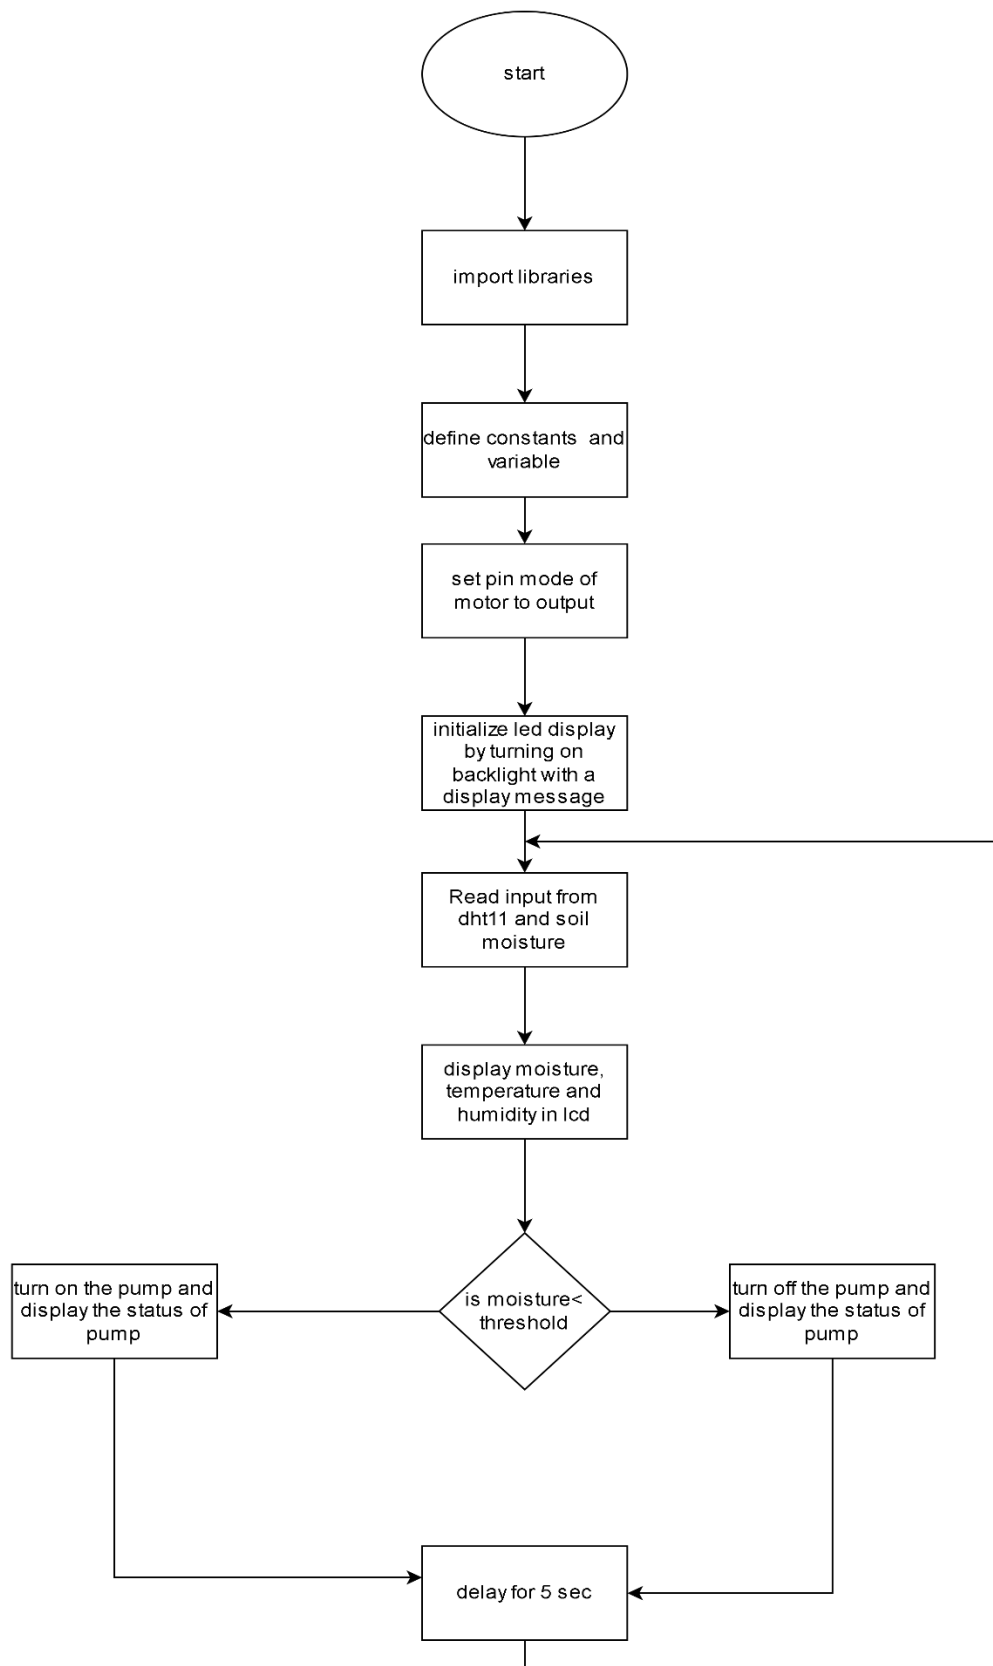 start
import libraries
define constants  and
variable
set pin mode of
motor to output
initialize led display
by turning on
backlight with a
display message
Read input from
dht11 and soil
moisture
display moisture,
temperature and
humidity in lcd
is moisture<
threshold
turn on the pump and
display the status of
pump
turn off the pump and
display the status of
pump
delay for 5 sec